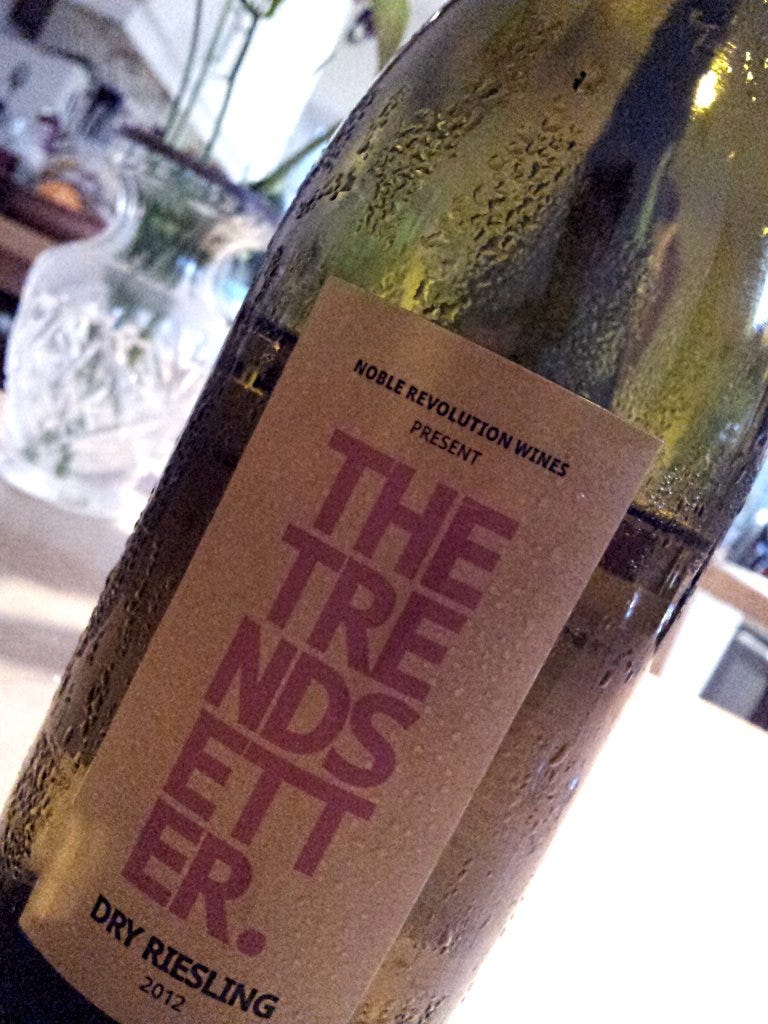 NOBLE REVOLUTION WINES
PRESENT
THE
TRE
NDS
ETT
ER.
DRY RIESLING
2012